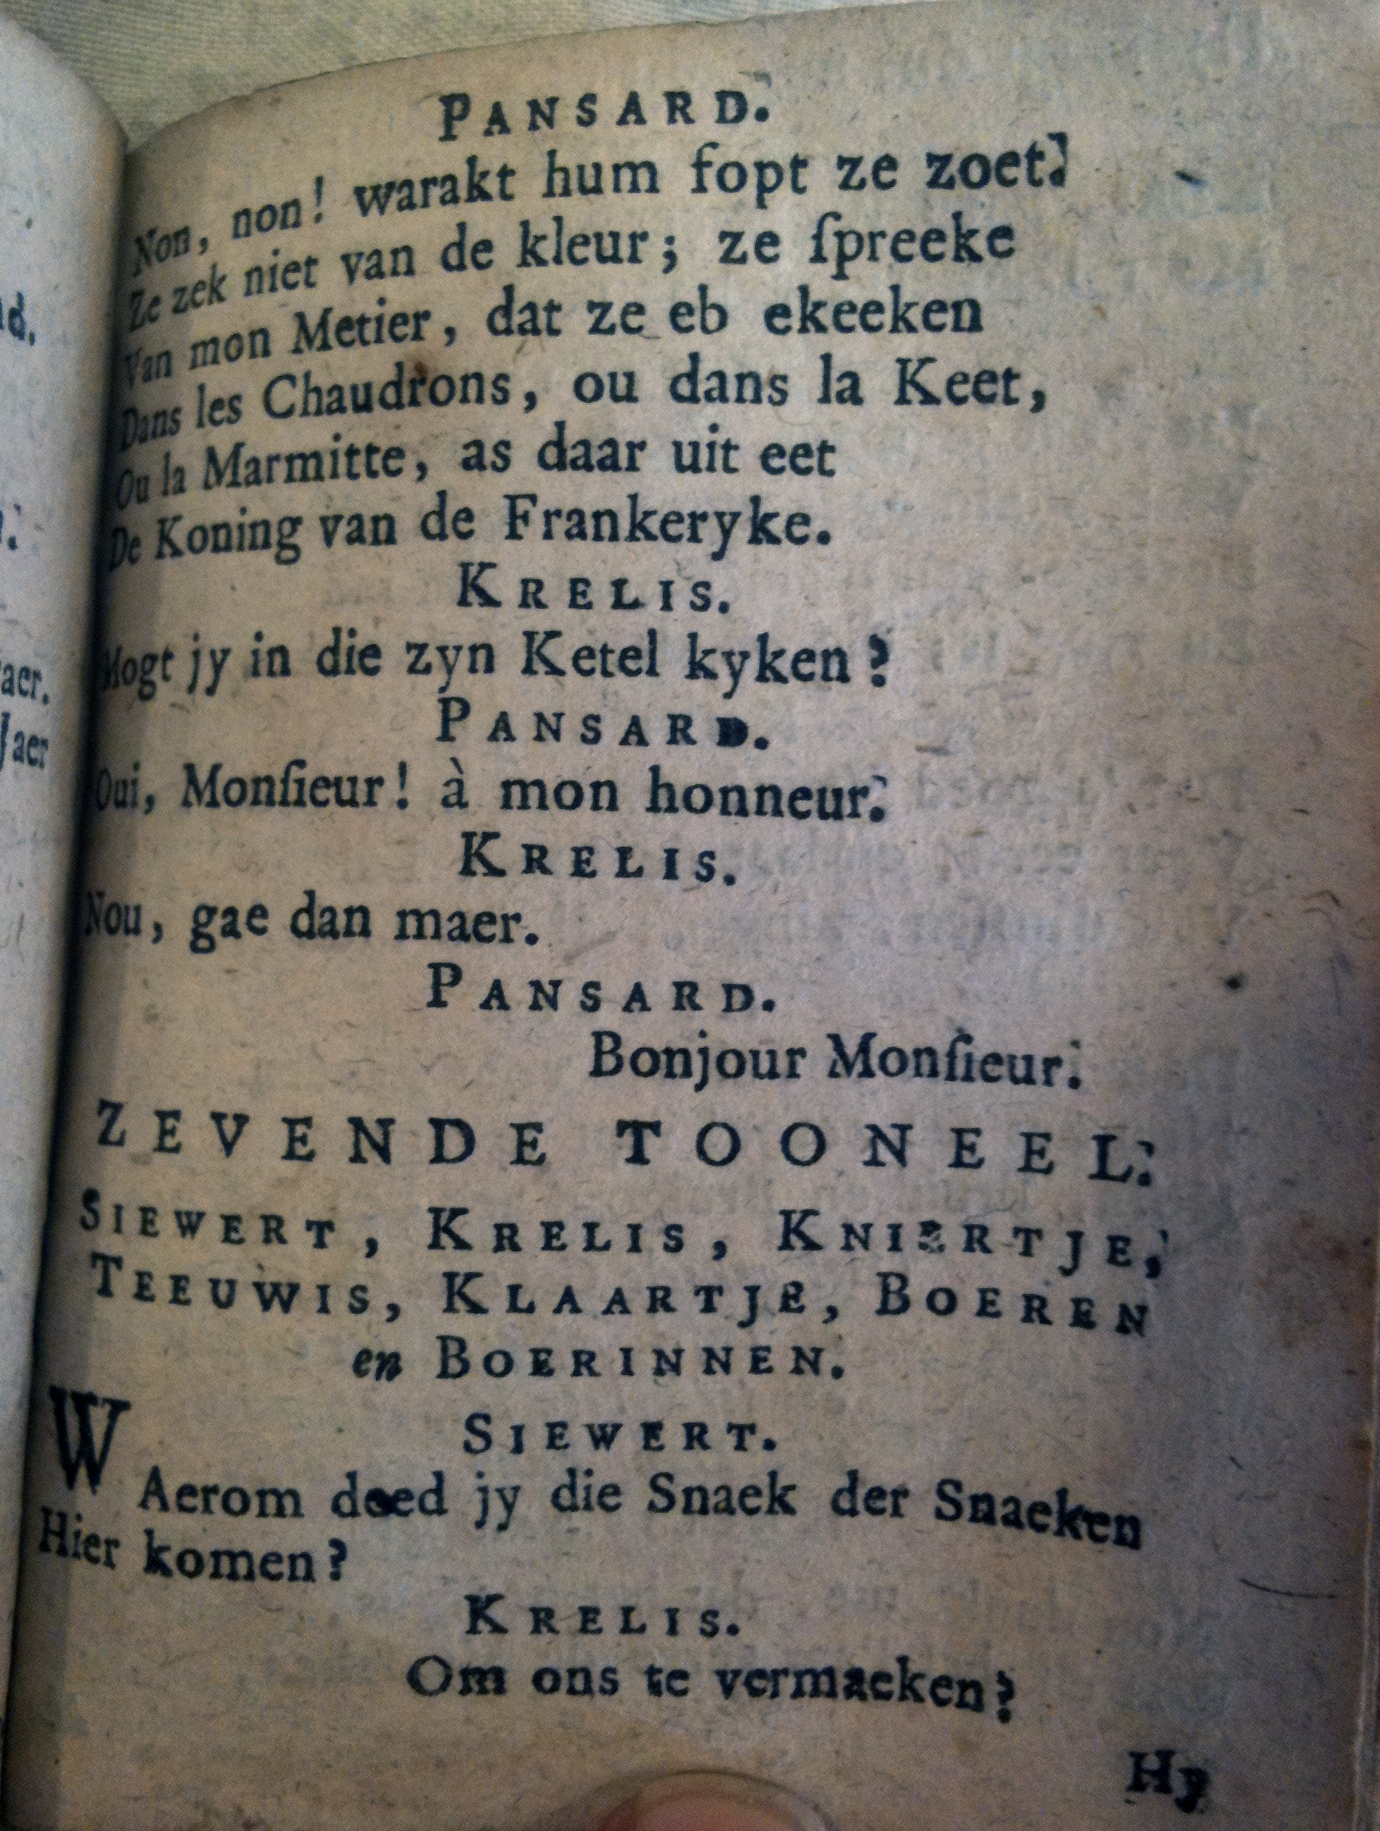 PANSARD.
Non, non! warakt hum fopt ze zoet.
Ze zek niet van de kleur; ze ſpreeke
Van mon Metier, dat ze eb ekeeken
Dans les Chaudrons, ou dans la Keet,
Ou la Marmitte, as daar uit eet
De Koning van de Frankeryke.
KRELIS.
Mogt jy in die zyn Ketel kyken?
PANSARD.
Oui, Monſieur! à mon honneur.
KRELIS.
Nou, gae dan maer.
PANSARD.
Bonjour Monſieur.
ZEVENDE TOONEEL.
SIEWERT, KRELIS, KNIERTJE,
TEEUWIS, KLAARTJE, BOEREN
en BOERINNEN.
SIEWERT.
WAerom deed jy die Snaek der Snaeken
Hier komen?
KRELIS.
Om ons te vermaeken?
Hy